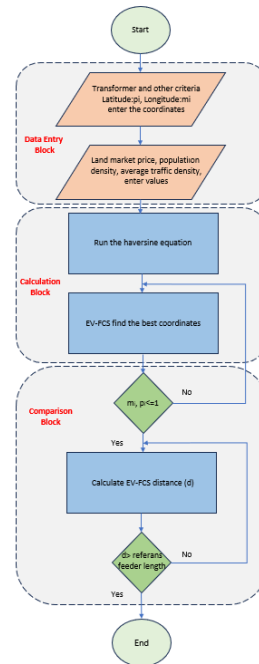 Start
Transformer and other criteria
Latitude:pi, Longitude:mi
enter the coordinates
Data Entry
Block
Land market price, population
density, average traffic density,
enter values
Run the haversine equation
Calculation
Block
EV-FCS find the best coordinates
mᵢ, pᵢ<=1
No
Comparison
Block
Yes
Calculate EV-FCS distance (d)
d> referans
feeder length
No
Yes
End